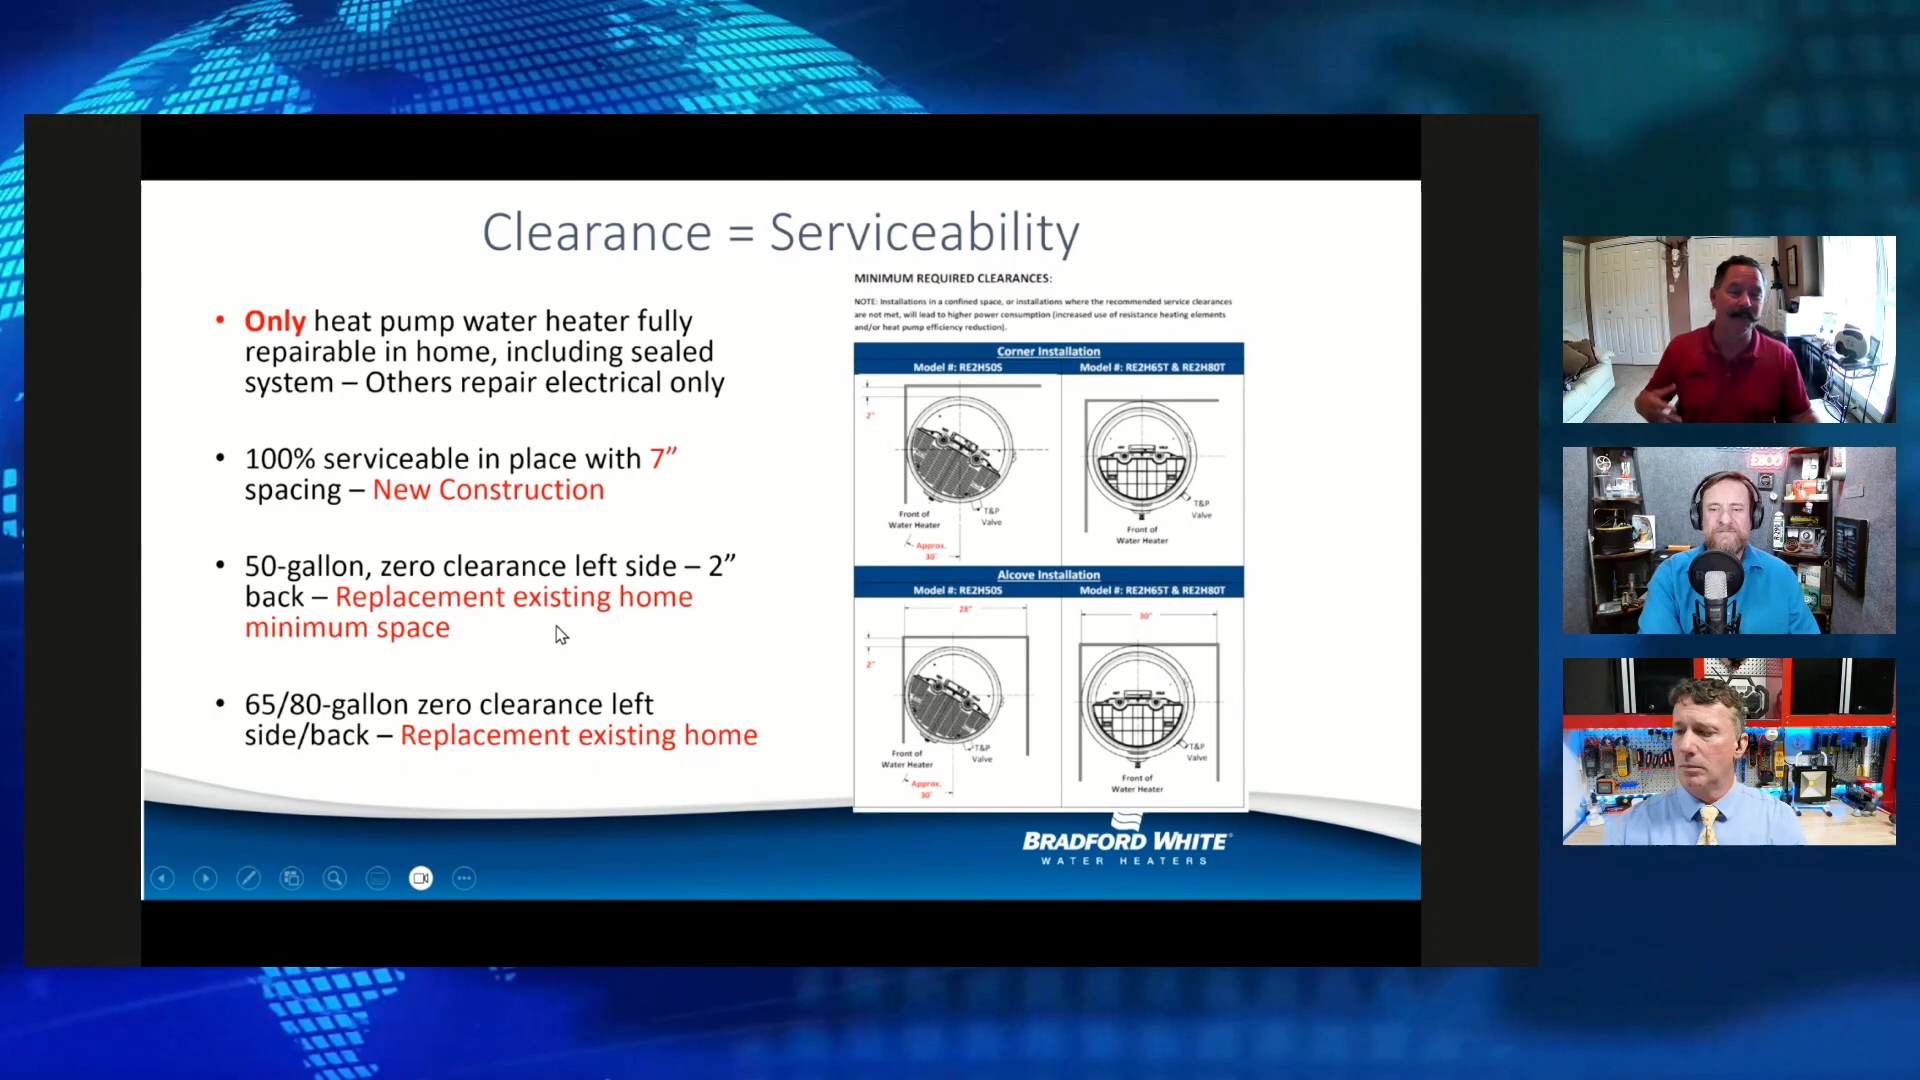 Clearance = Serviceability
• Only heat pump water heater fully
repairable in home, including sealed
system – Others repair electrical only
• 100% serviceable in place with 7”
spacing – New Construction
• 50-gallon, zero clearance left side – 2”
back – Replacement existing home
minimum space
• 65/80-gallon zero clearance left
side/back – Replacement existing home
MINIMUM REQUIRED CLEARANCES:
NOTE: Installations in a confined space, or installations where the recommended service clearances
are not met, will lead to higher power consumption (increased use of resistance heating elements
and/or heat pump efficiency reduction).
Corner Installation
Model #: RE2H50S
Model #: RE2H65T & RE2H80T
2"
T&P
Valve
Front of
Water Heater
Approx.
30°
T&P
Valve
Front of
Water Heater
Alcove Installation
Model #: RE2H50S
Model #: RE2H65T & RE2H80T
28"
2"
T&P
Valve
Front of
Water Heater
Approx.
30°
30"
T&P
Valve
Front of
Water Heater
BRADFORD WHITE
WATER HEATERS
ESCO